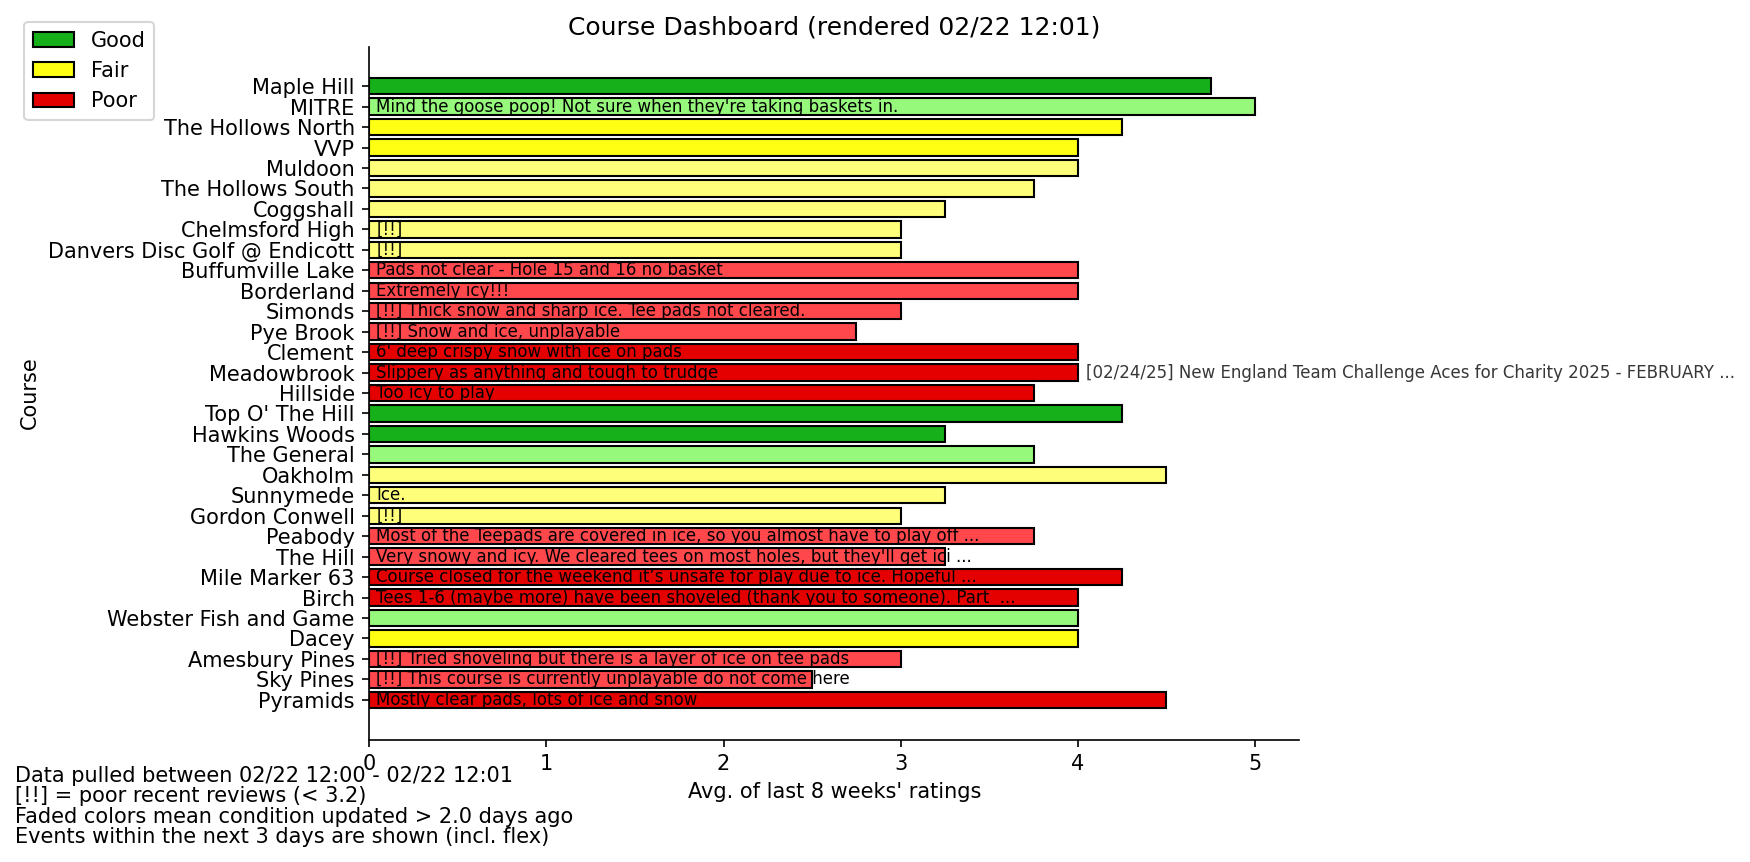 Course Dashboard (rendered 02/22 12:01)
Good
Fair
Poor
Course
Maple Hill
MITRE Mind the goose poop! Not sure when they're taking baskets in.
The Hollows North
VVP
Muldoon
The Hollows South
Coggshall
Chelmsford High [!!]
Danvers Disc Golf @ Endicott [!!]
Buffumville Lake Pads not clear - Hole 15 and 16 no basket
Borderland Extremely icy!!!
Simonds [!!] Thick snow and sharp ice. Tee pads not cleared.
Pye Brook [!!] Snow and ice, unplayable
Clement 6' deep crispy snow with ice on pads
Meadowbrook Slippery as anything and tough to trudge [02/24/25] New England Team Challenge Aces for Charity 2025 - FEBRUARY ...
Hillside Too icy to play
Top O' The Hill
Hawkins Woods
The General
Oakholm
Sunnymede Ice.
Gordon Conwell [!!]
Peabody Most of the Teepads are covered in ice, so you almost have to play off ...
The Hill Very snowy and icy. We cleared tees on most holes, but they'll get ici ...
Mile Marker 63 Course closed for the weekend it's unsafe for play due to ice. Hopeful ...
Birch Tees 1-6 (maybe more) have been shoveled (thank you to someone). Part ...
Webster Fish and Game
Dacey
Amesbury Pines [!!] Tried shoveling but there is a layer of ice on tee pads
Sky Pines [!!] This course is currently unplayable do not come here
Pyramids Mostly clear pads, lots of ice and snow
0 1 2 3 4 5
Avg. of last 8 weeks' ratings
Data pulled between 02/22 12:00 - 02/22 12:01
[!!] = poor recent reviews (< 3.2)
Faded colors mean condition updated > 2.0 days ago
Events within the next 3 days are shown (incl. flex)